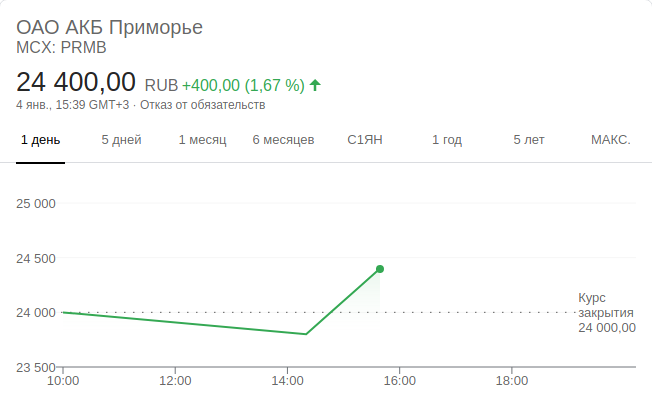 ОАО АКБ Приморье
MCX: PRMB
24 400,00 RUB +400,00 (1,67 %)
4 янв., 15:39 GMT+3 · Отказ от обязательств
1 день 5 дней 1 месяц 6 месяцев С1ЯН 1 год 5 лет МАКС.
25 000
24 500
Курс
24 000 закрытия
24 000,00
23 500
10:00 12:00 14:00 16:00 18:00